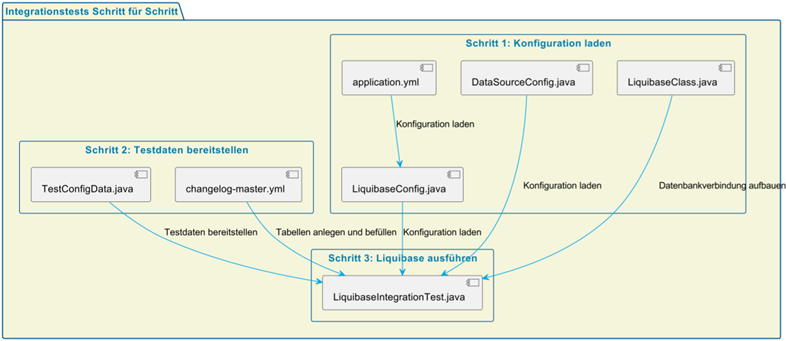 Integrationstests Schritt für Schritt
Schritt 1: Konfiguration laden
application.yml
DataSourceConfig.java
LiquibaseClass.java
Konfiguration laden
Schritt 2: Testdaten bereitstellen
TestConfigData.java
changelog-master.yml
LiquibaseConfig.java
Konfiguration laden
Datenbankverbindung aufbauen
Testdaten bereitstellen
Tabellen anlegen und befüllen
Konfiguration laden
Schritt 3: Liquibase ausführen
LiquibaseIntegrationTest.java